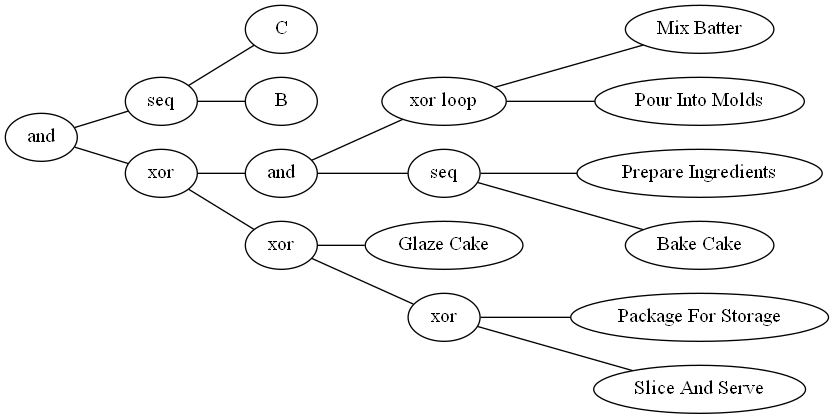 C
Mix Batter
seq
B
xor loop
Pour Into Molds
and
xor
and
seq
Prepare Ingredients
xor
Glaze Cake
Bake Cake
xor
Package For Storage
Slice And Serve